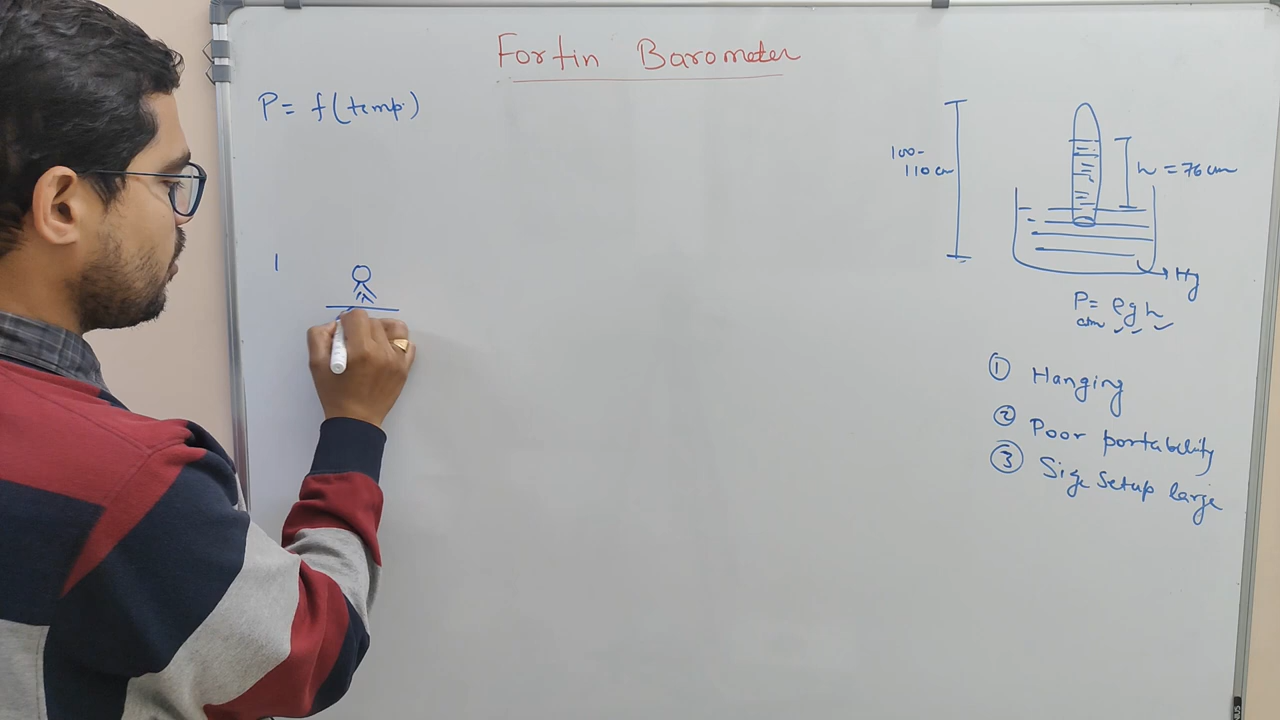 Fortin Barometer
P= f(temp.)
1
100-
110 c
h = 76 cm
Hg
P= ρgh
atm
① Hanging
② Poor portability
③ Size Setup large